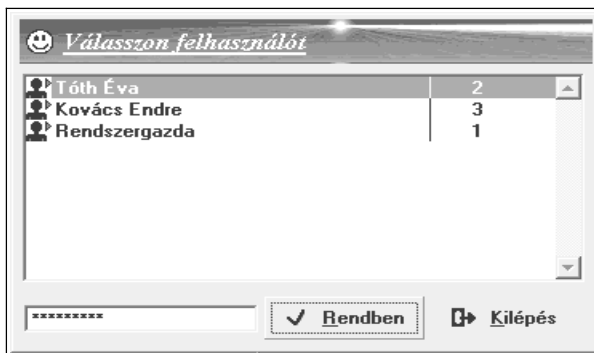 Válasszon felhasználót
Tóth Éva 2
Kovács Endre 3
Rendszergazda 1
********* Rendben Kilépés